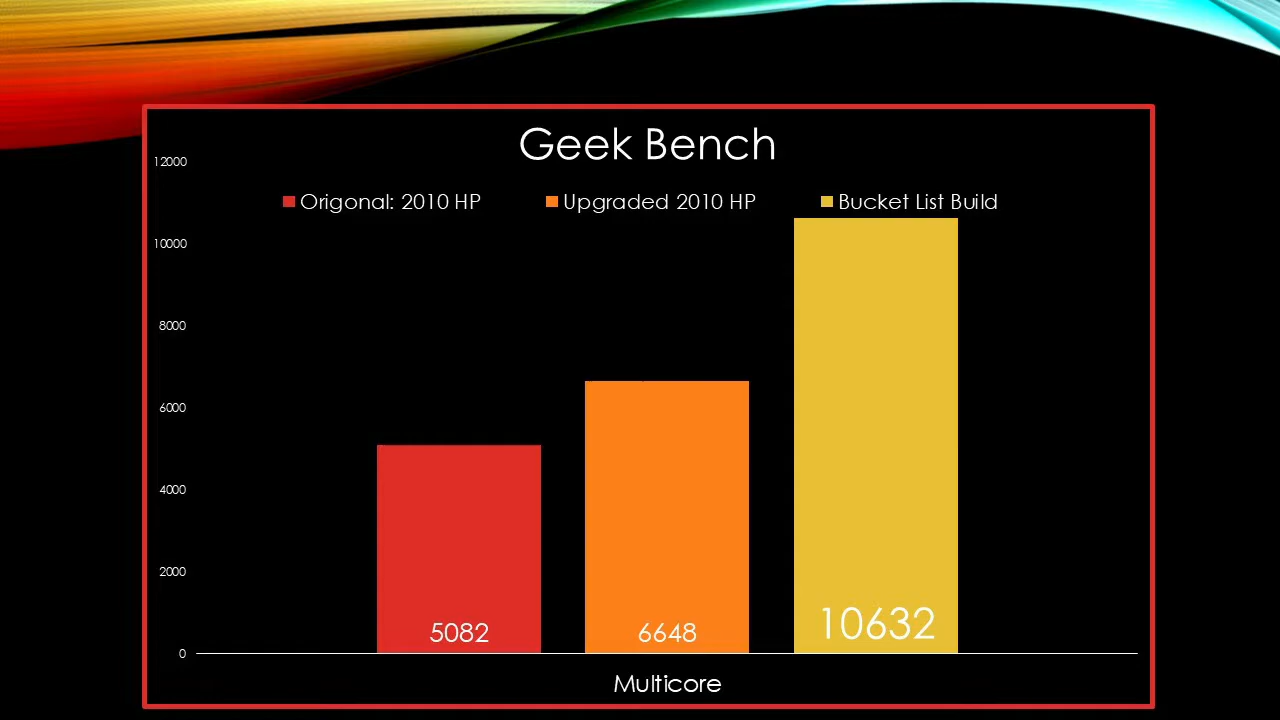 Geek Bench
Origonal: 2010 HP Upgraded 2010 HP Bucket List Build
12000
10000
8000
6000
4000
2000
0
5082 6648 10632
Multicore